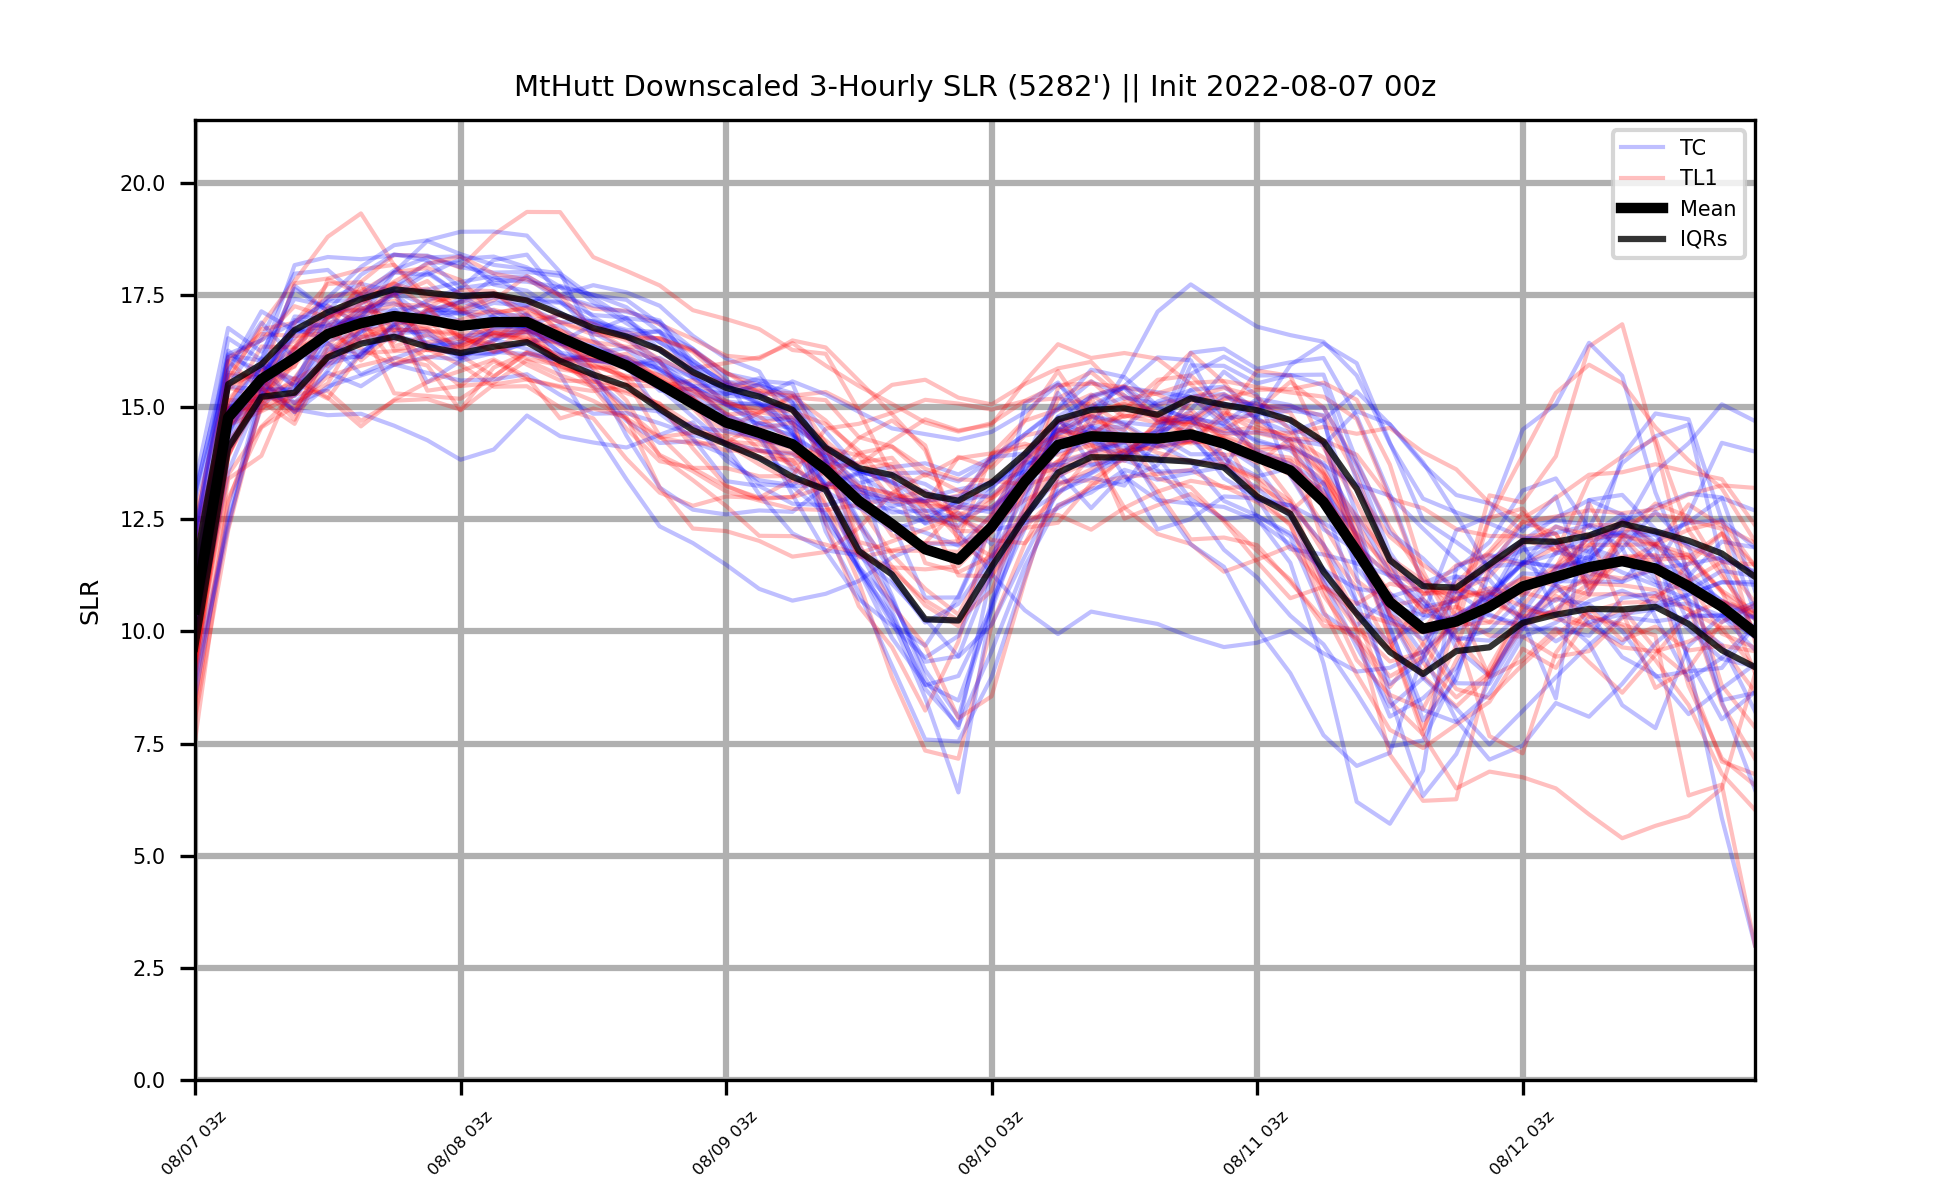 MtHutt Downscaled 3-Hourly SLR (5282') || Init 2022-08-07 00z
TC
TL1
Mean
IQRs
SLR
20.0
17.5
15.0
12.5
10.0
7.5
5.0
2.5
0.0
08/07 03z
08/08 03z
08/09 03z
08/10 03z
08/11 03z
08/12 03z